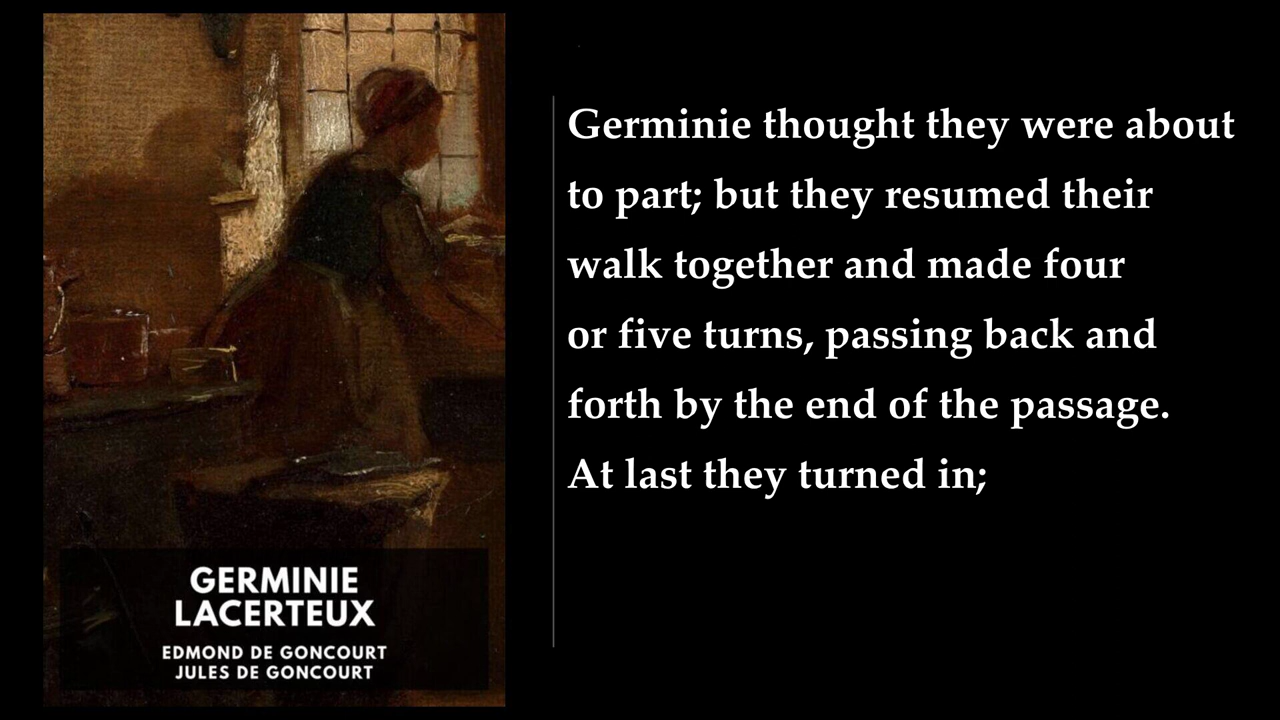 Germinie thought they were about
to part; but they resumed their
walk together and made four
or five turns, passing back and
forth by the end of the passage.
At last they turned in;
GERMINIE
LACERTEUX
EDMOND DE GONCOURT
JULES DE GONCOURT